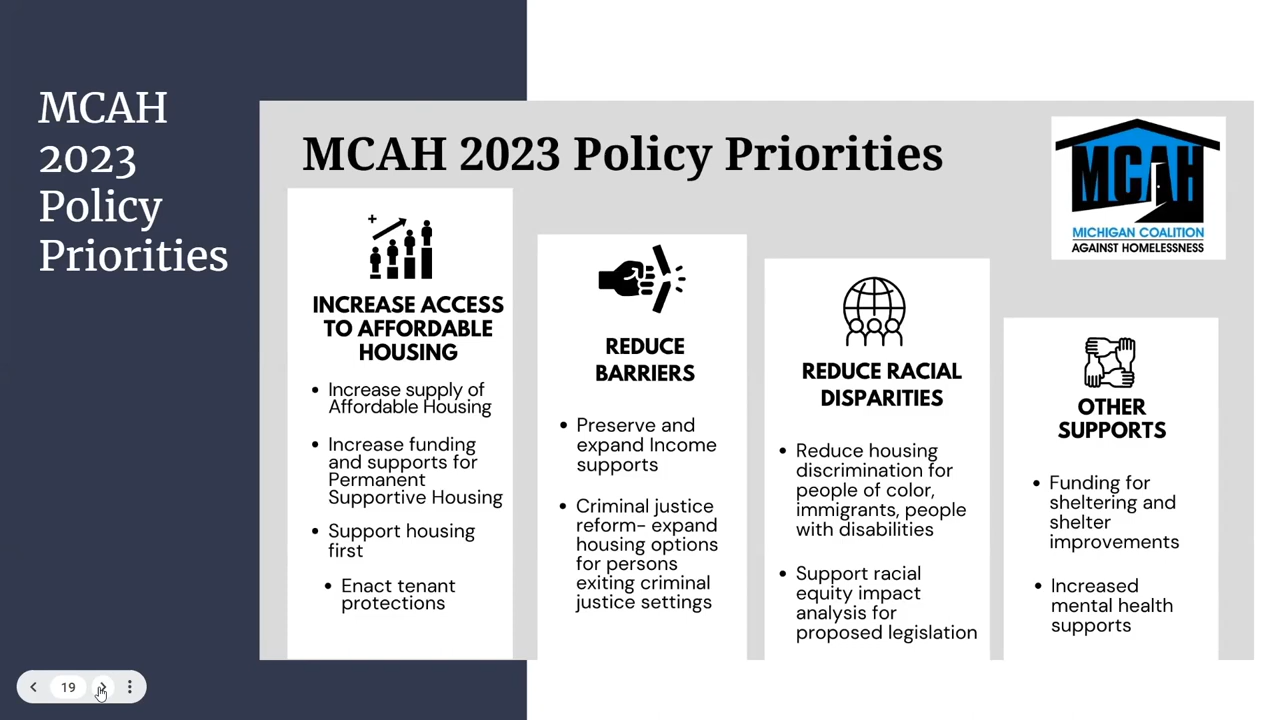 MCAH
2023
Policy
Priorities
MCAH 2023 Policy Priorities
MCAH
MICHIGAN COALITION
AGAINST HOMELESSNESS
INCREASE ACCESS
TO AFFORDABLE
HOUSING
• Increase supply of
Affordable Housing
• Increase funding
and supports for
Permanent
Supportive Housing
• Support housing
first
• Enact tenant
protections
REDUCE
BARRIERS
• Preserve and
expand Income
supports
• Criminal justice
reform- expand
housing options
for persons
exiting criminal
justice settings
REDUCE RACIAL
DISPARITIES
• Reduce housing
discrimination for
people of color,
immigrants, people
with disabilities
• Support racial
equity impact
analysis for
proposed legislation
OTHER
SUPPORTS
• Funding for
sheltering and
shelter
improvements
• Increased
mental health
supports
19